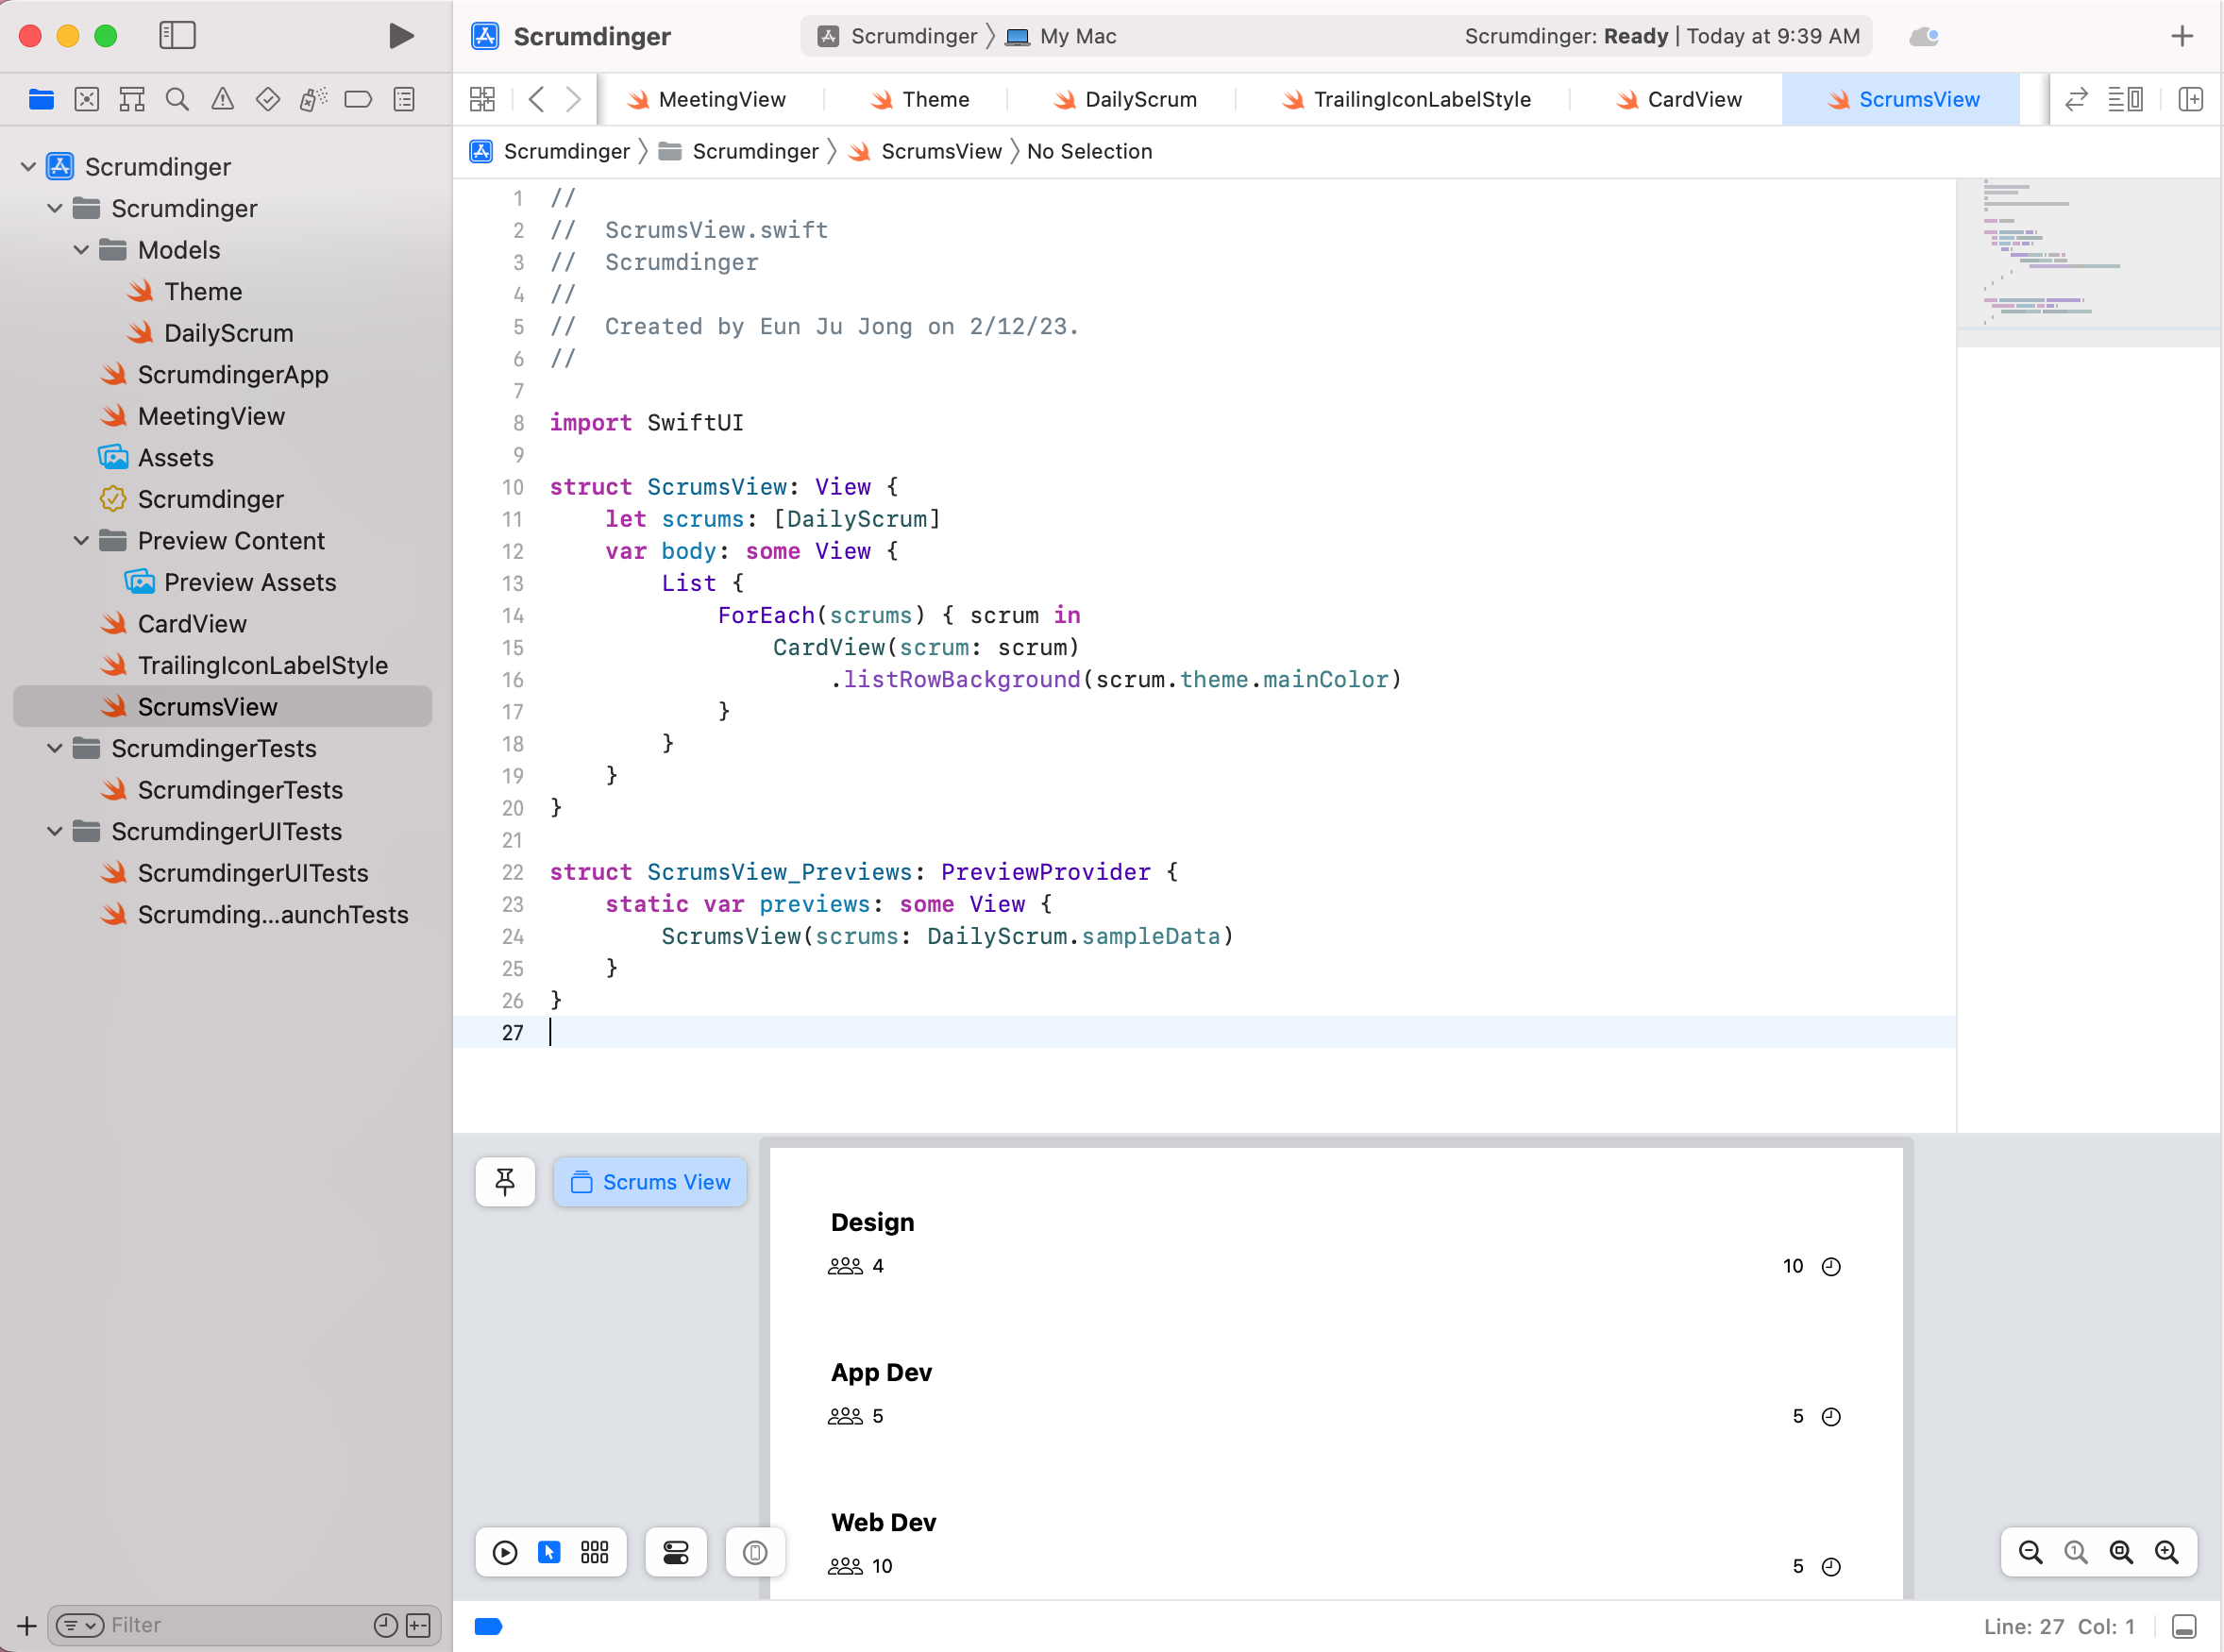 Scrumdinger
Scrumdinger
My Mac
Scrumdinger: Ready | Today at 9:39 AM
MeetingView
Theme
DailyScrum
TrailingIconLabelStyle
CardView
ScrumsView
Scrumdinger
Scrumdinger
ScrumsView
No Selection
Scrumdinger
Scrumdinger
Models
Theme
DailyScrum
ScrumdingerApp
MeetingView
Assets
Scrumdinger
Preview Content
Preview Assets
CardView
TrailingIconLabelStyle
ScrumsView
ScrumdingerTests
ScrumdingerTests
ScrumdingerUITests
ScrumdingerUITests
Scrumding...aunchTests
Filter
1 //
2 //  ScrumsView.swift
3 //  Scrumdinger
4 //
5 //  Created by Eun Ju Jong on 2/12/23.
6 //
7
8 import SwiftUI
9
10 struct ScrumsView: View {
11     let scrums: [DailyScrum]
12     var body: some View {
13         List {
14             ForEach(scrums) { scrum in
15                 CardView(scrum: scrum)
16                     .listRowBackground(scrum.theme.mainColor)
17             }
18         }
19     }
20 }
21
22 struct ScrumsView_Previews: PreviewProvider {
23     static var previews: some View {
24         ScrumsView(scrums: DailyScrum.sampleData)
25     }
26 }
27
Scrums View
Design
4
10
App Dev
5
5
Web Dev
10
5
Line: 27 Col: 1